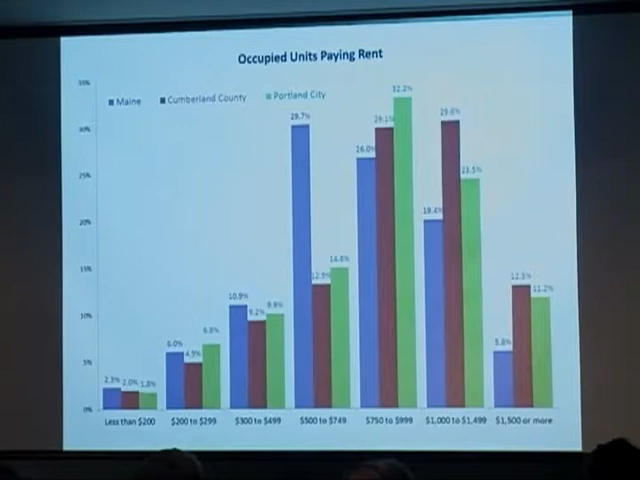 Occupied Units Paying Rent
35%
Maine Cumberland County Portland City
30%
25%
20%
15%
10%
5%
0%
2.3% 2.0% 1.8%
6.0% 4.9% 6.8%
10.9% 9.2% 9.9%
29.7% 12.9% 14.6%
26.0% 29.1% 32.2%
19.4% 29.6% 23.5%
5.8% 12.3% 11.2%
Less than $200 $200 to $299 $300 to $499 $500 to $749 $750 to $999 $1,000 to $1,499 $1,500 or more